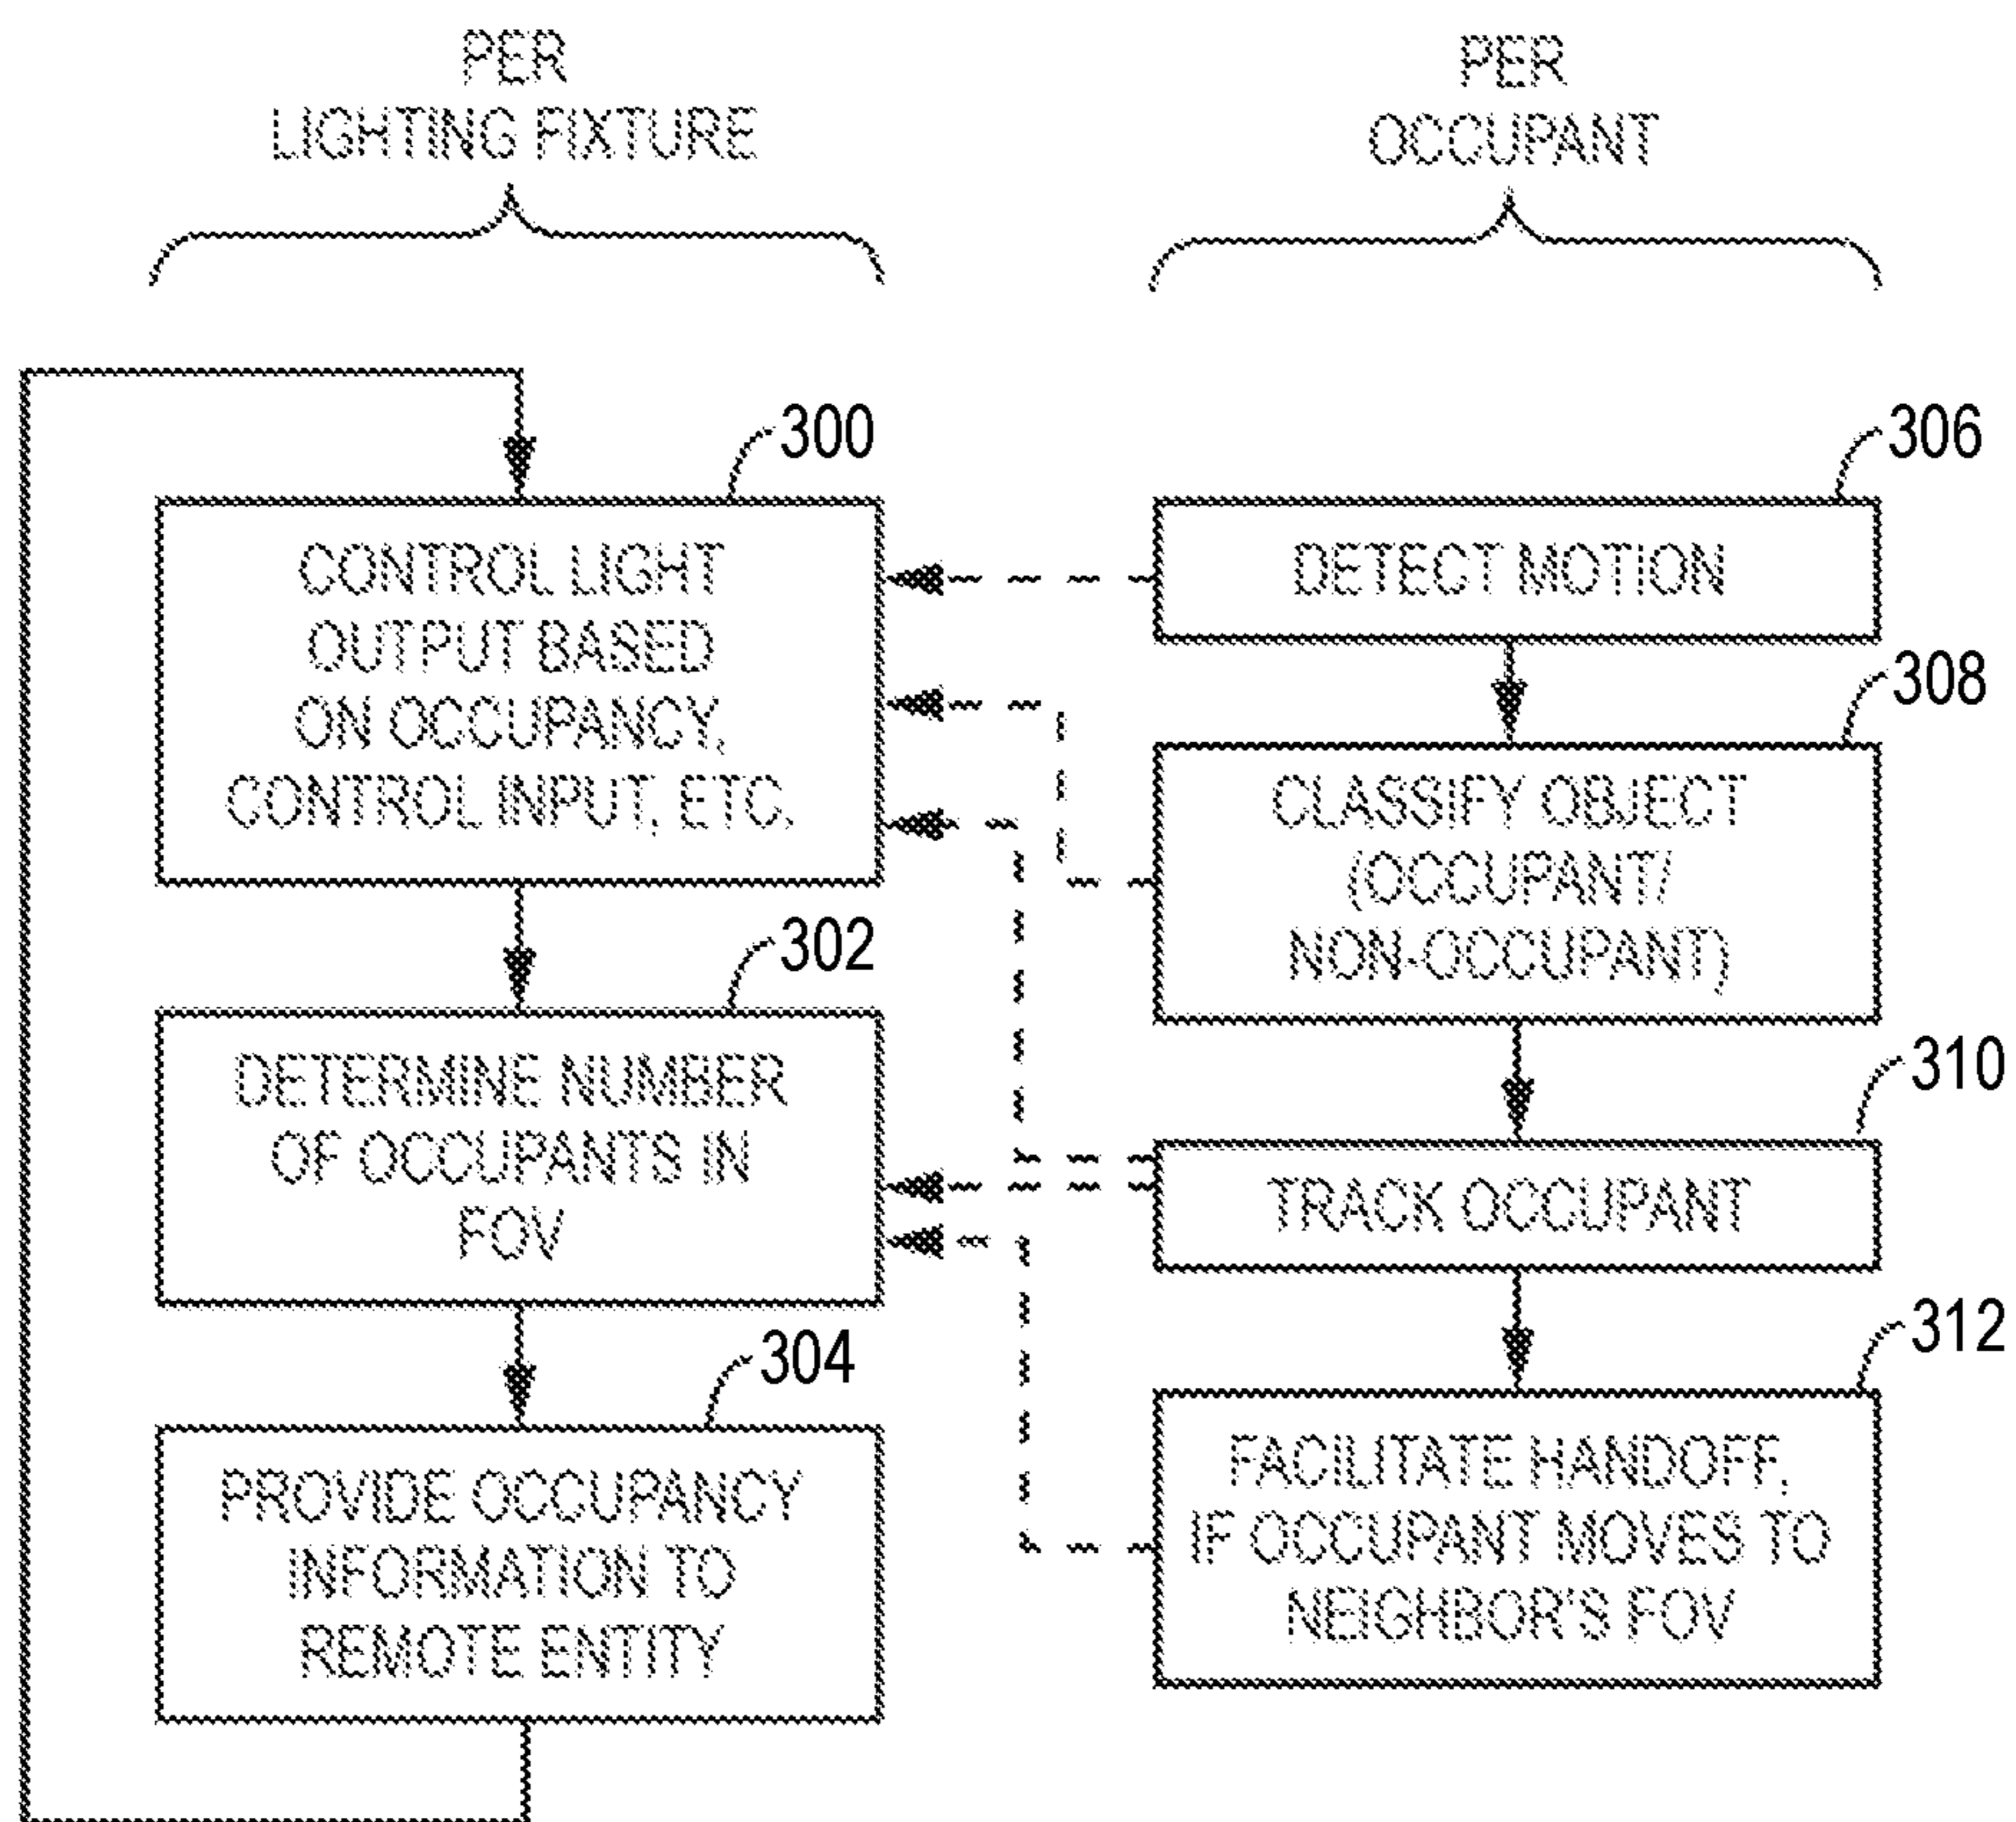 PER
LIGHTING FIXTURE
PER
OCCUPANT
300
CONTROL LIGHT
OUTPUT BASED
ON OCCUPANCY,
CONTROL INPUT, ETC.
302
DETERMINE NUMBER
OF OCCUPANTS IN
FOV
304
PROVIDE OCCUPANCY
INFORMATION TO
REMOTE ENTITY
306
DETECT MOTION
308
CLASSIFY OBJECT
(OCCUPANT/
NON-OCCUPANT)
310
TRACK OCCUPANT
312
FACILITATE HANDOFF,
IF OCCUPANT MOVES TO
NEIGHBOR'S FOV